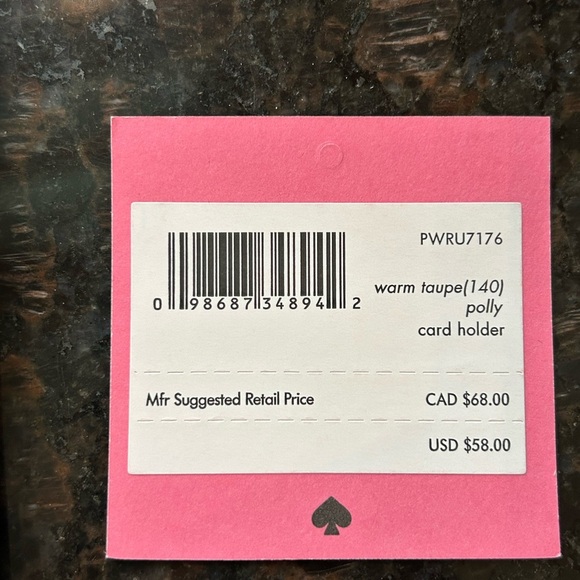 PWRU7176
0 98687 34894 2
warm taupe(140)
polly
card holder
Mfr Suggested Retail Price CAD $68.00
USD $58.00